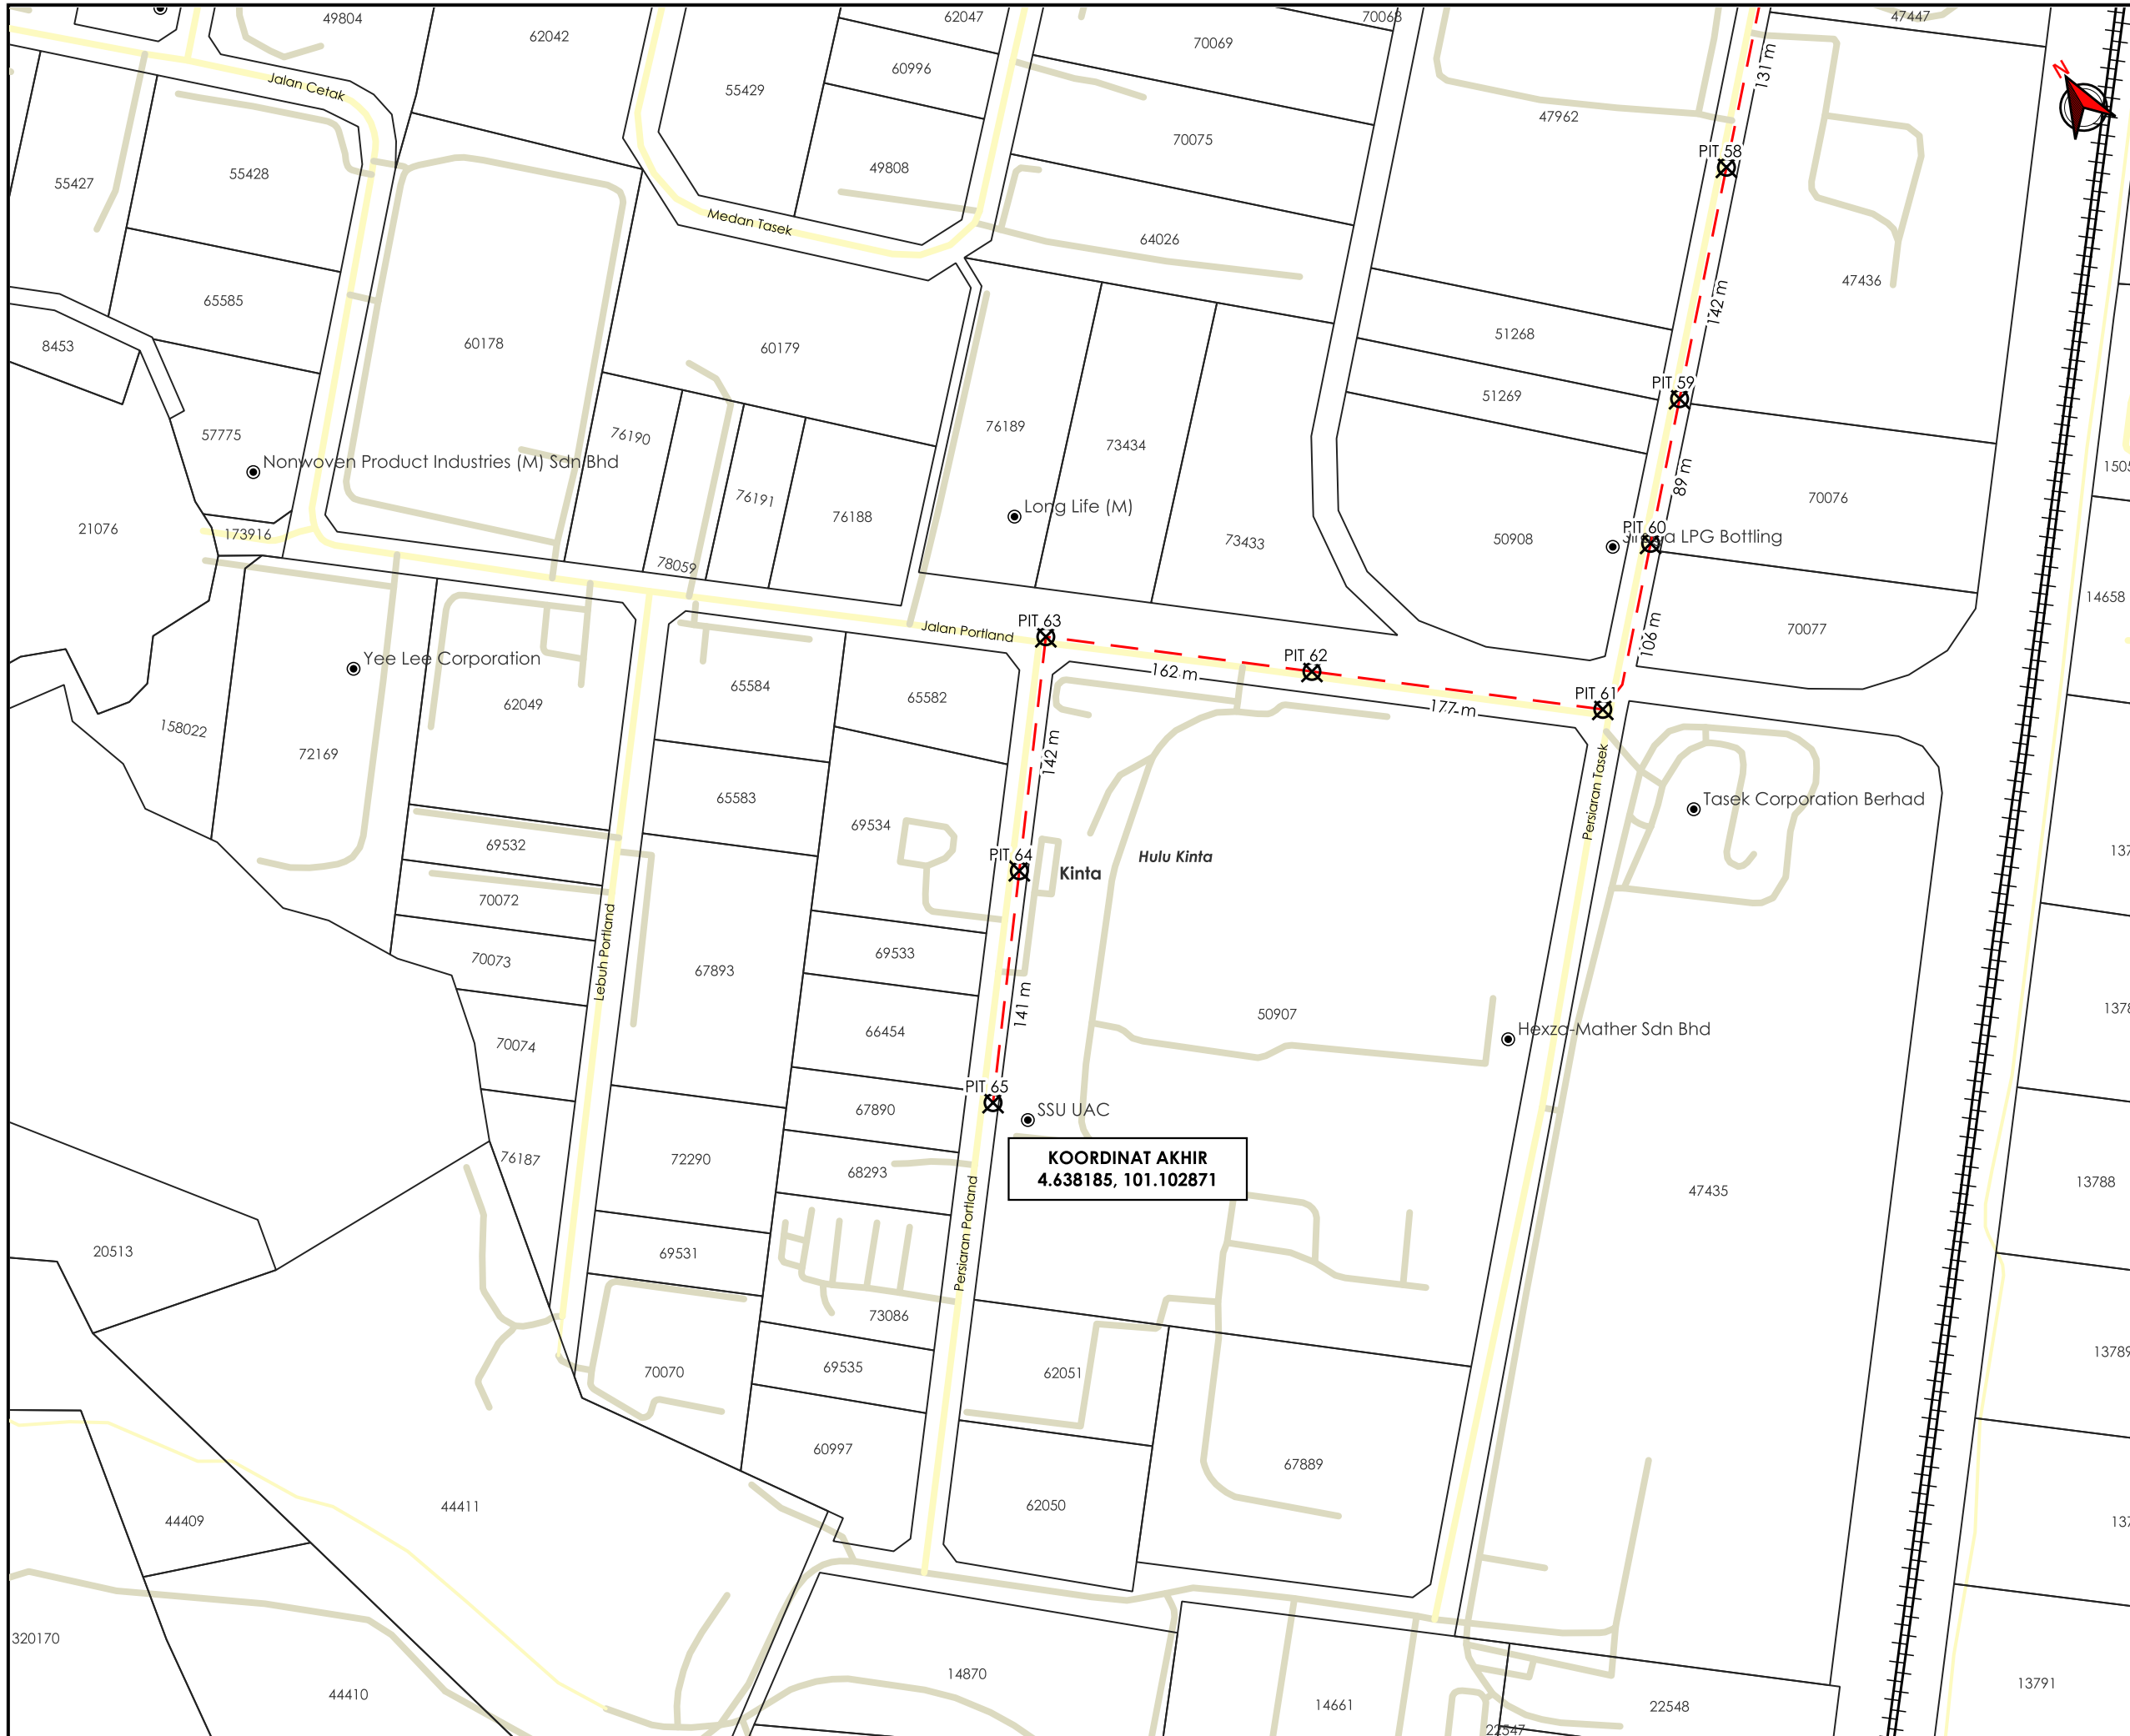 49804
62042
62047
70068
47447
70069
60996
55429
Jalan Cetak
131 m
N
47962
70075
PIT 58
49808
55427
55428
Medan Tasek
64026
47436
65585
142 m
51268
8453
60178
60179
PIT 59
51269
76189
76190
57775
73434
Nonwoven Product Industries (M) Sdn Bhd
89 m
70076
76191
Long Life (M)
76188
21076
173916
PIT 60
LPG Bottling
50908
73433
78059
14658
PIT 63
Jalan Portland
106 m
70077
Yee Lee Corporation
PIT 62
162 m
65584
65582
PIT 61
177 m
62049
158022
72169
142 m
Persiaran Tasek
65583
Tasek Corporation Berhad
69534
69532
PIT 64
Hulu Kinta
Kinta
70072
Lebuh Portland
69533
70073
67893
141 m
50907
66454
Hexza-Mather Sdn Bhd
70074
PIT 65
67890
SSU UAC
KOORDINAT AKHIR
4.638185, 101.102871
76187
72290
68293
13788
47435
Persiaran Portland
20513
69531
73086
13789
69535
62051
70070
60997
67889
44411
62050
44409
320170
14870
13791
44410
14661
22548
22547